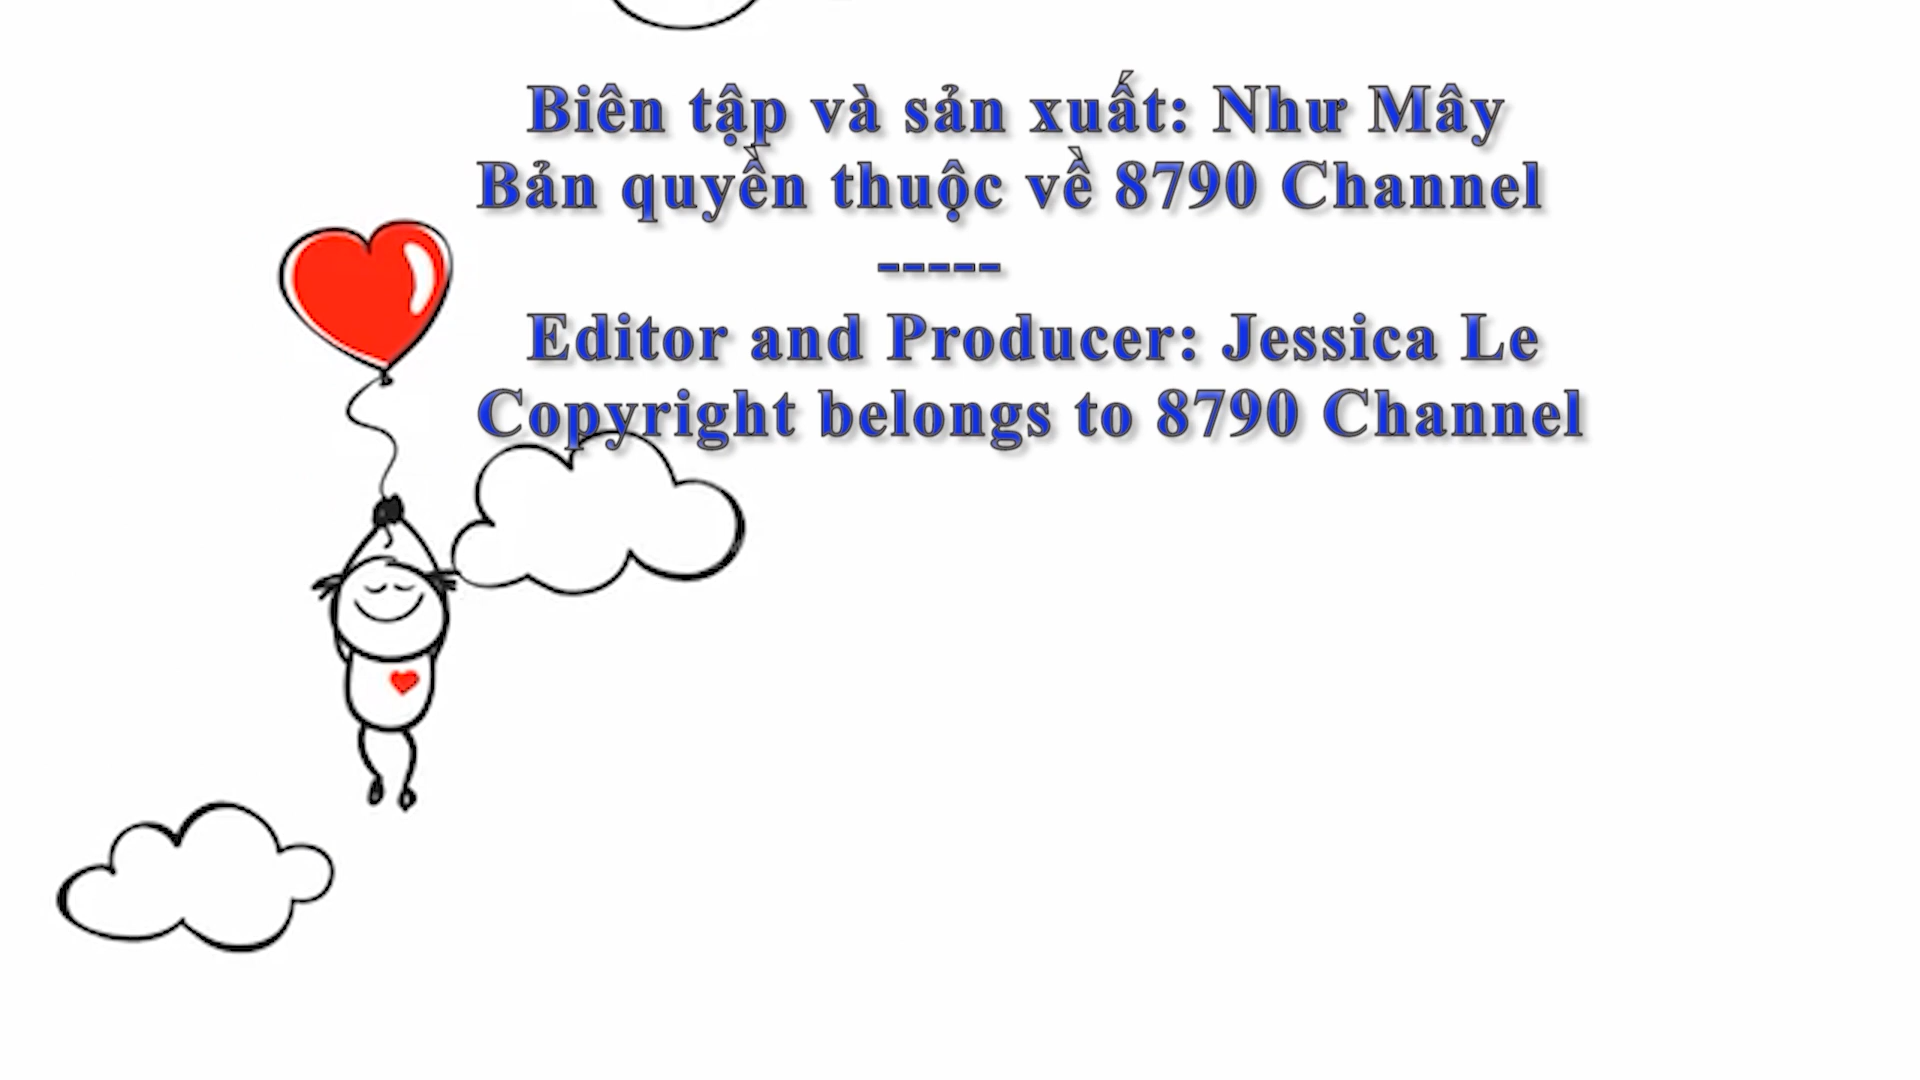 Biên tập và sản xuất: Như Mây
Bản quyền thuộc về 8790 Channel
-----
Editor and Producer: Jessica Le
Copyright belongs to 8790 Channel